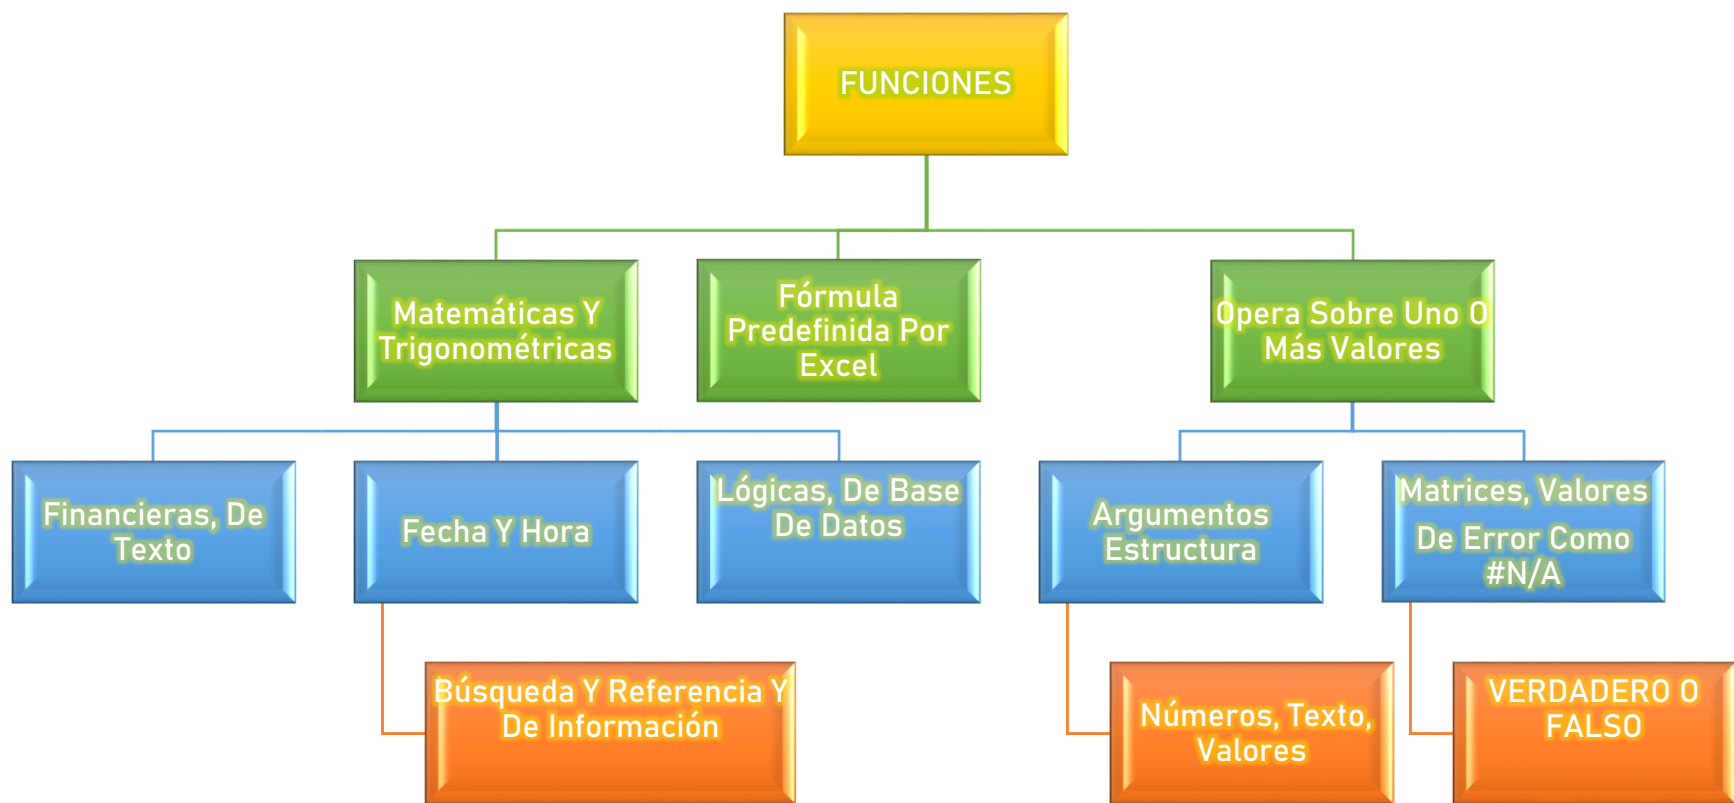 FUNCIONES
Matemáticas Y
Trigonométricas
Fórmula
Predefinida Por
Excel
Opera Sobre Uno O
Más Valores
Financieras, De
Texto
Fecha Y Hora
Lógicas, De Base
De Datos
Argumentos
Estructura
Matrices, Valores
De Error Como
#N/A
Búsqueda Y Referencia Y
De Información
Números, Texto,
Valores
VERDADERO O
FALSO